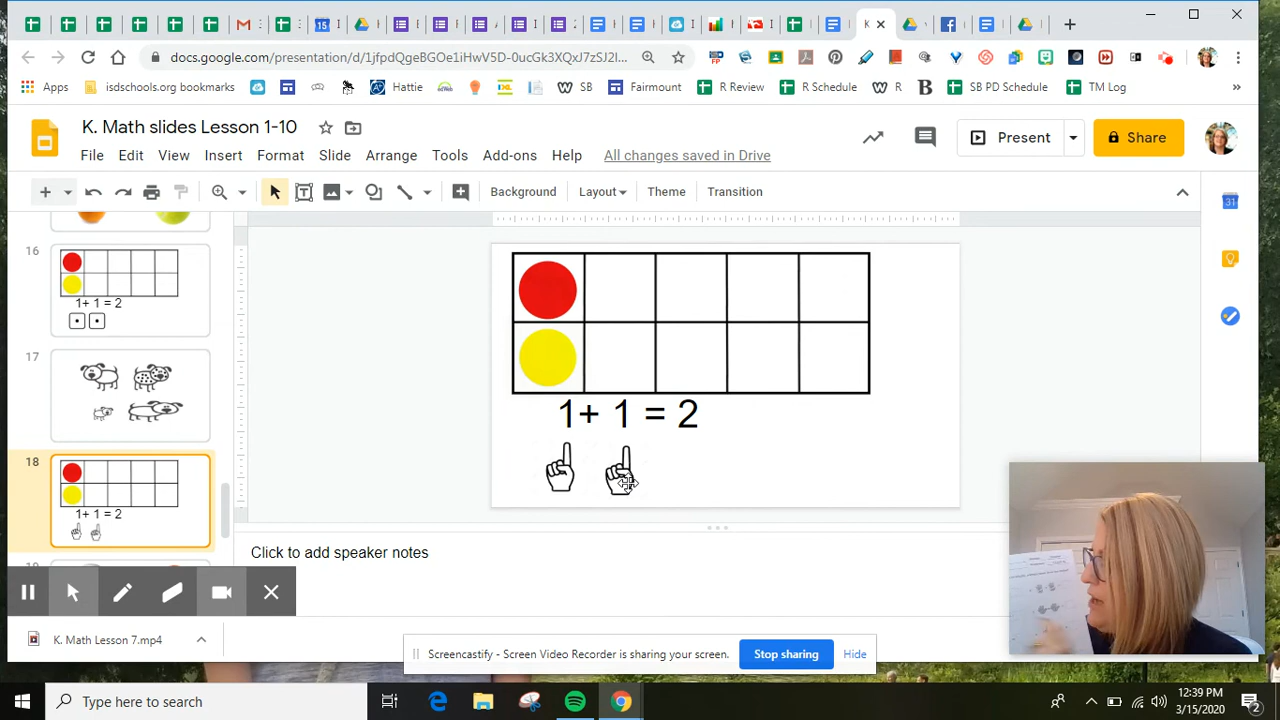 docs.google.com/presentation/d/1ifpdQgeBGOe1iHwV5D-0ucGk3XQxJ7zSJ2l...
Apps
isdschools.org bookmarks
Hattie
SB
Fairmount
R Review
R Schedule
R
SB PD Schedule
TM Log
K. Math slides Lesson 1-10
Present
Share
File Edit View Insert Format Slide Arrange Tools Add-ons Help All changes saved in Drive
Background Layout Theme Transition
16
1+ 1 = 2
17
18
1+ 1 = 2
1+ 1 = 2
Click to add speaker notes
K. Math Lesson 7.mp4
Screencastify - Screen Video Recorder is sharing your screen.
Stop sharing
Hide
Type here to search
12:39 PM
3/15/2020
2